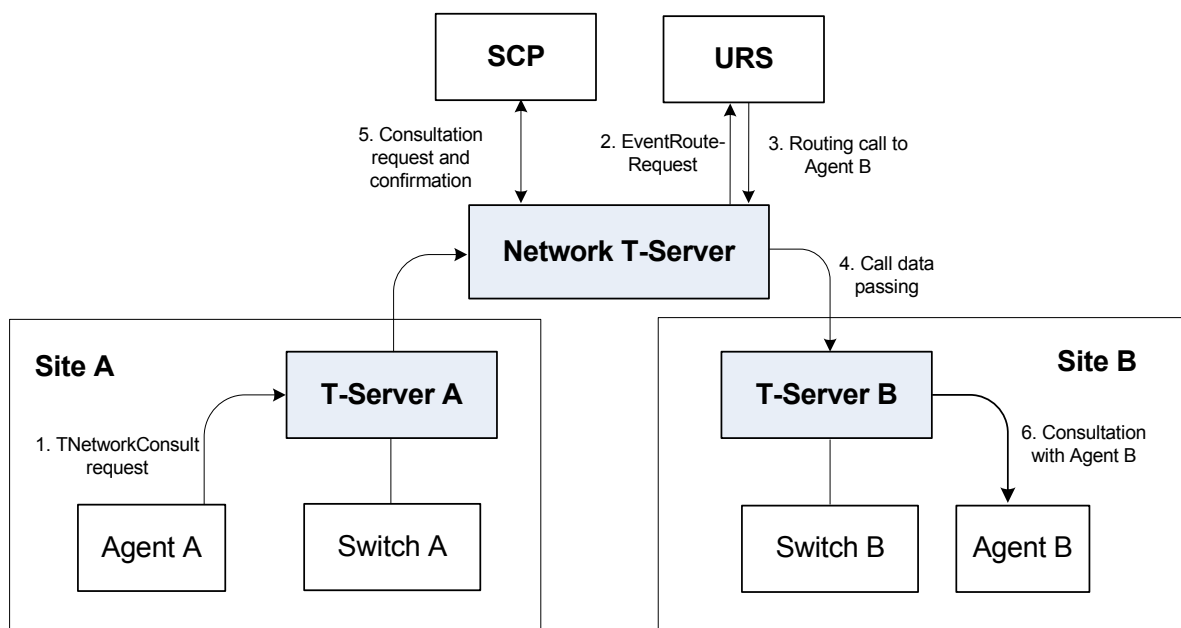 SCP
URS
5. Consultation
request and
confirmation
2. EventRoute-
Request
3. Routing call to
Agent B
Network T-Server
4. Call data
passing
Site A
T-Server A
1. TNetworkConsult
request
Agent A
Switch A
Site B
T-Server B
6. Consultation
with Agent B
Switch B
Agent B